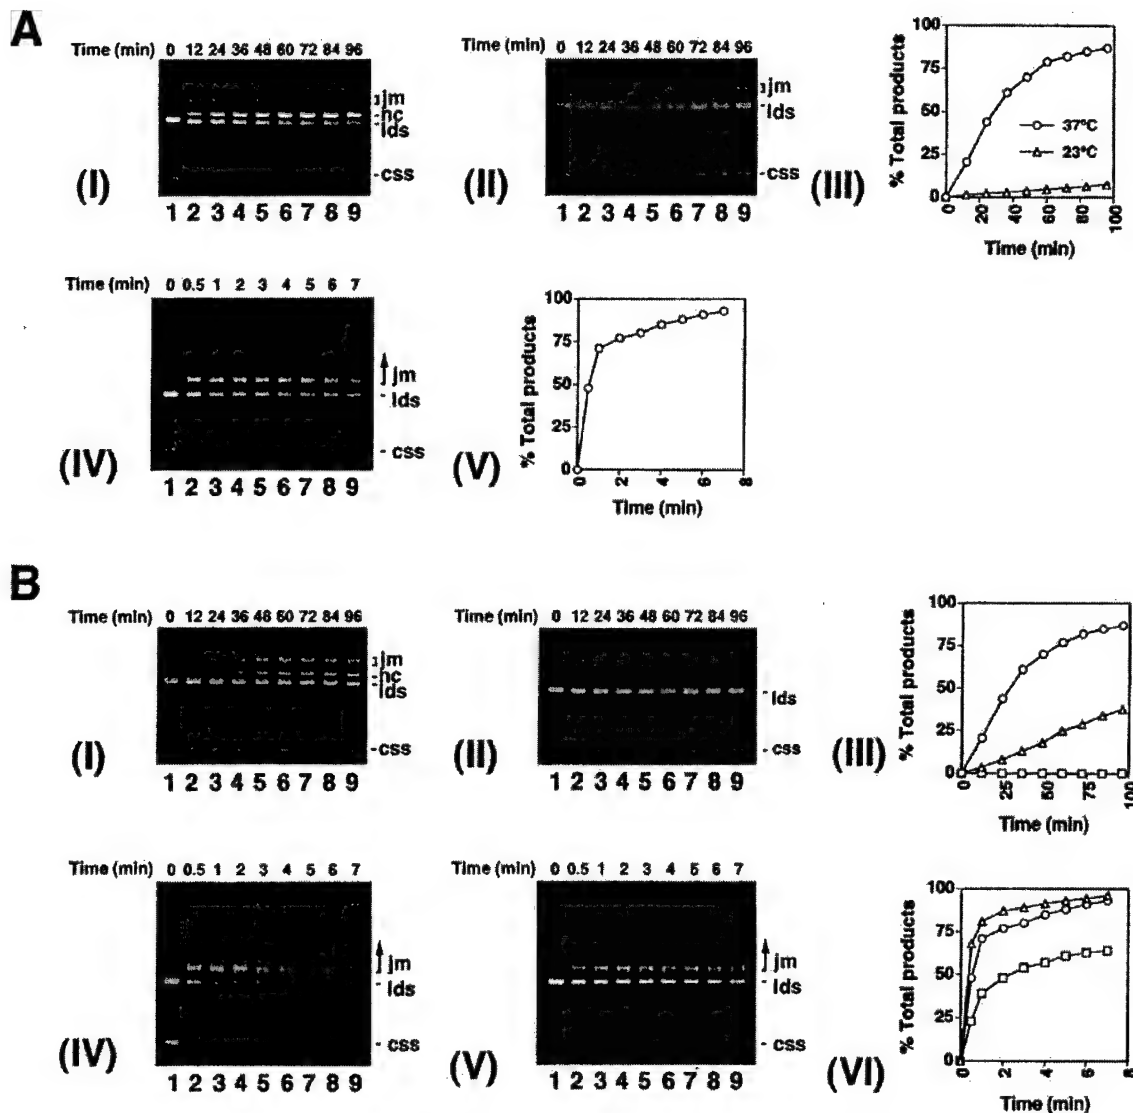 A
Time (min) 0 12 24 36 48 60 72 84 96
jm
nc
lds
css
(I)
1 2 3 4 5 6 7 8 9
Time (min) 0 12 24 36 48 60 72 84 96
jm
lds
css
(II)
1 2 3 4 5 6 7 8 9
(III)
% Total products
100
75
50
25
0
37°C
23°C
0 20 40 60 80 100
Time (min)
Time (min) 0 0.5 1 2 3 4 5 6 7
jm
lds
css
(IV)
1 2 3 4 5 6 7 8 9
(V)
% Total products
100
75
50
25
0
0 2 4 6 8
Time (min)
B
Time (min) 0 12 24 36 48 60 72 84 96
jm
nc
lds
css
(I)
1 2 3 4 5 6 7 8 9
Time (min) 0 12 24 36 48 60 72 84 96
lds
css
(II)
1 2 3 4 5 6 7 8 9
(III)
% Total products
100
75
50
25
0
0 25 50 75 100
Time (min)
Time (min) 0 0.5 1 2 3 4 5 6 7
jm
lds
css
(IV)
1 2 3 4 5 6 7 8 9
Time (min) 0 0.5 1 2 3 4 5 6 7
jm
lds
css
(V)
1 2 3 4 5 6 7 8 9
(VI)
% Total products
100
75
50
25
0
0 2 4 6 8
Time (min)